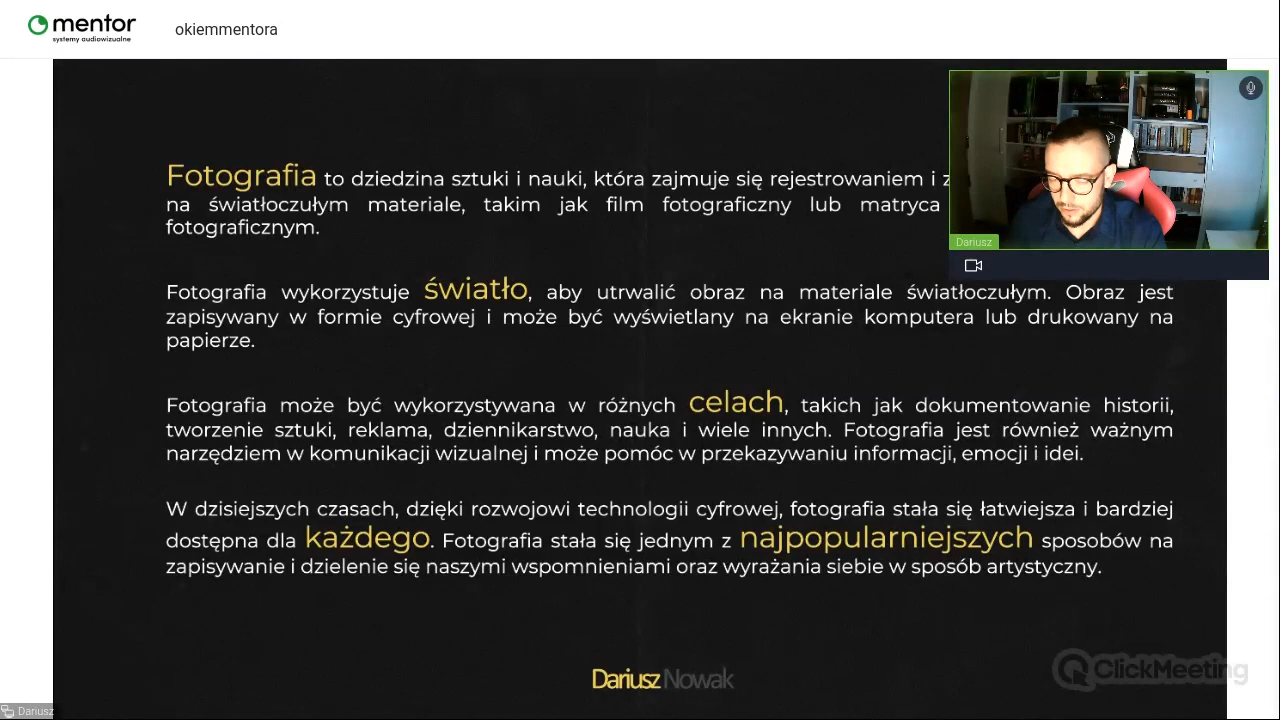 mentor
systemy audiowizualne
okiemmentora
Fotografia to dziedzina sztuki i nauki, która zajmuje się rejestrowaniem i
na światłoczułym materiale, takim jak film fotograficzny lub matryca
fotograficznym.
Fotografia wykorzystuje światło, aby utrwalić obraz na materiale światłoczułym. Obraz jest
zapisywany w formie cyfrowej i może być wyświetlany na ekranie komputera lub drukowany na
papierze.
Fotografia może być wykorzystywana w różnych celach, takich jak dokumentowanie historii,
tworzenie sztuki, reklama, dziennikarstwo, nauka i wiele innych. Fotografia jest również ważnym
narzędziem w komunikacji wizualnej i może pomóc w przekazywaniu informacji, emocji i idei.
W dzisiejszych czasach, dzięki rozwojowi technologii cyfrowej, fotografia stała się łatwiejsza i bardziej
dostępna dla każdego. Fotografia stała się jednym z najpopularniejszych sposobów na
zapisywanie i dzielenie się naszymi wspomnieniami oraz wyrażania siebie w sposób artystyczny.
Dariusz
Dariusz Nowak
ClickMeeting
Dariusz